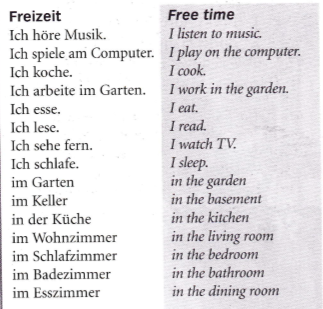 Freizeit Free time
Ich höre Musik. I listen to music.
Ich spiele am Computer. I play on the computer.
Ich koche. I cook.
Ich arbeite im Garten. I work in the garden.
Ich esse. I eat.
Ich lese. I read.
Ich sehe fern. I watch TV.
Ich schlafe. I sleep.
im Garten in the garden
im Keller in the basement
in der Küche in the kitchen
im Wohnzimmer in the living room
im Schlafzimmer in the bedroom
im Badezimmer in the bathroom
im Esszimmer in the dining room